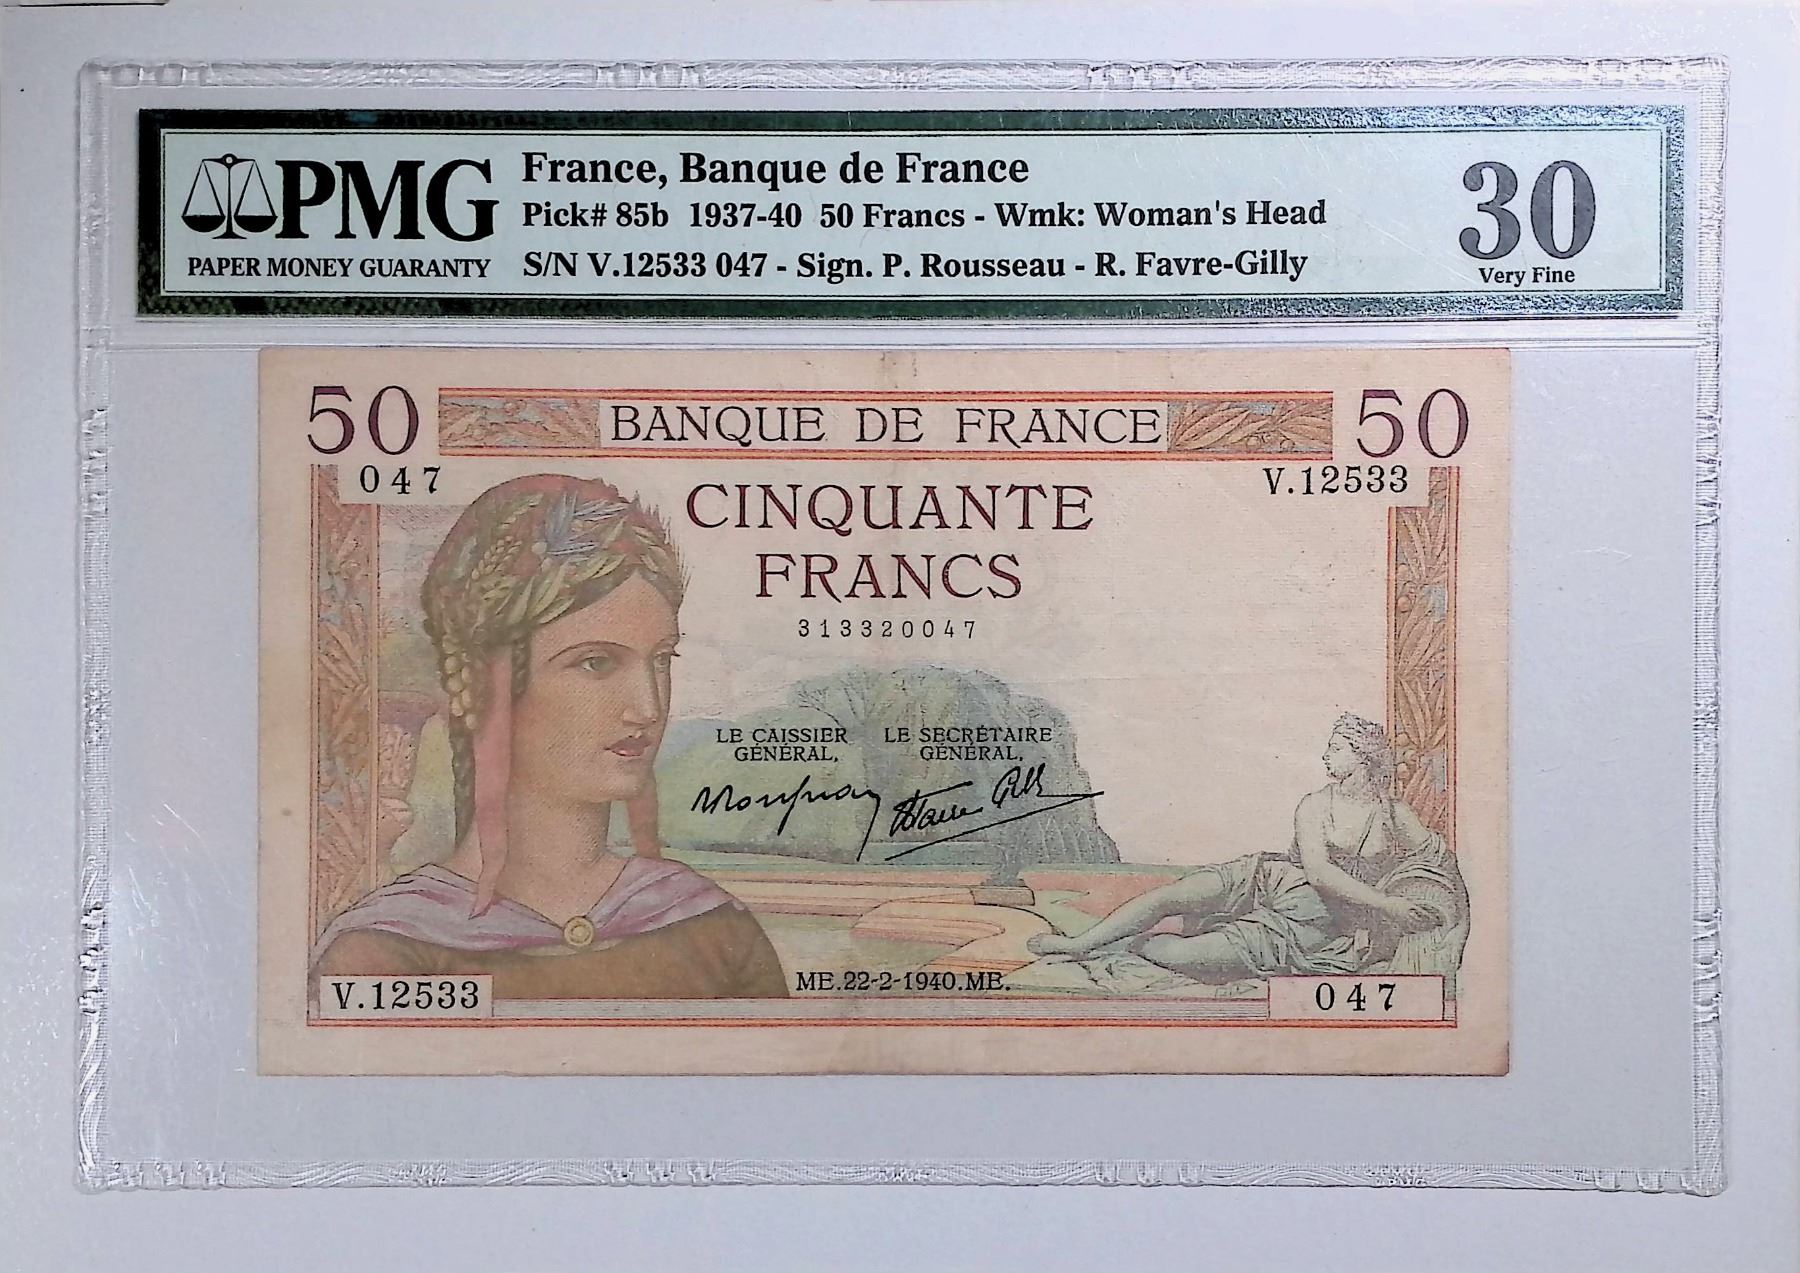 PMG
PAPER MONEY GUARANTY
France, Banque de France
Pick# 85b 1937-40 50 Francs - Wmk: Woman's Head
S/N V.12533 047 - Sign. P. Rousseau - R. Favre-Gilly
30
Very Fine
50 BANQUE DE FRANCE 50
047 V.12533
CINQUANTE
FRANCS
313320047
LE CAISSIER
GÉNÉRAL,
LE SECRÉTAIRE
GÉNÉRAL,
ME.22-2-1940.ME.
V.12533 047